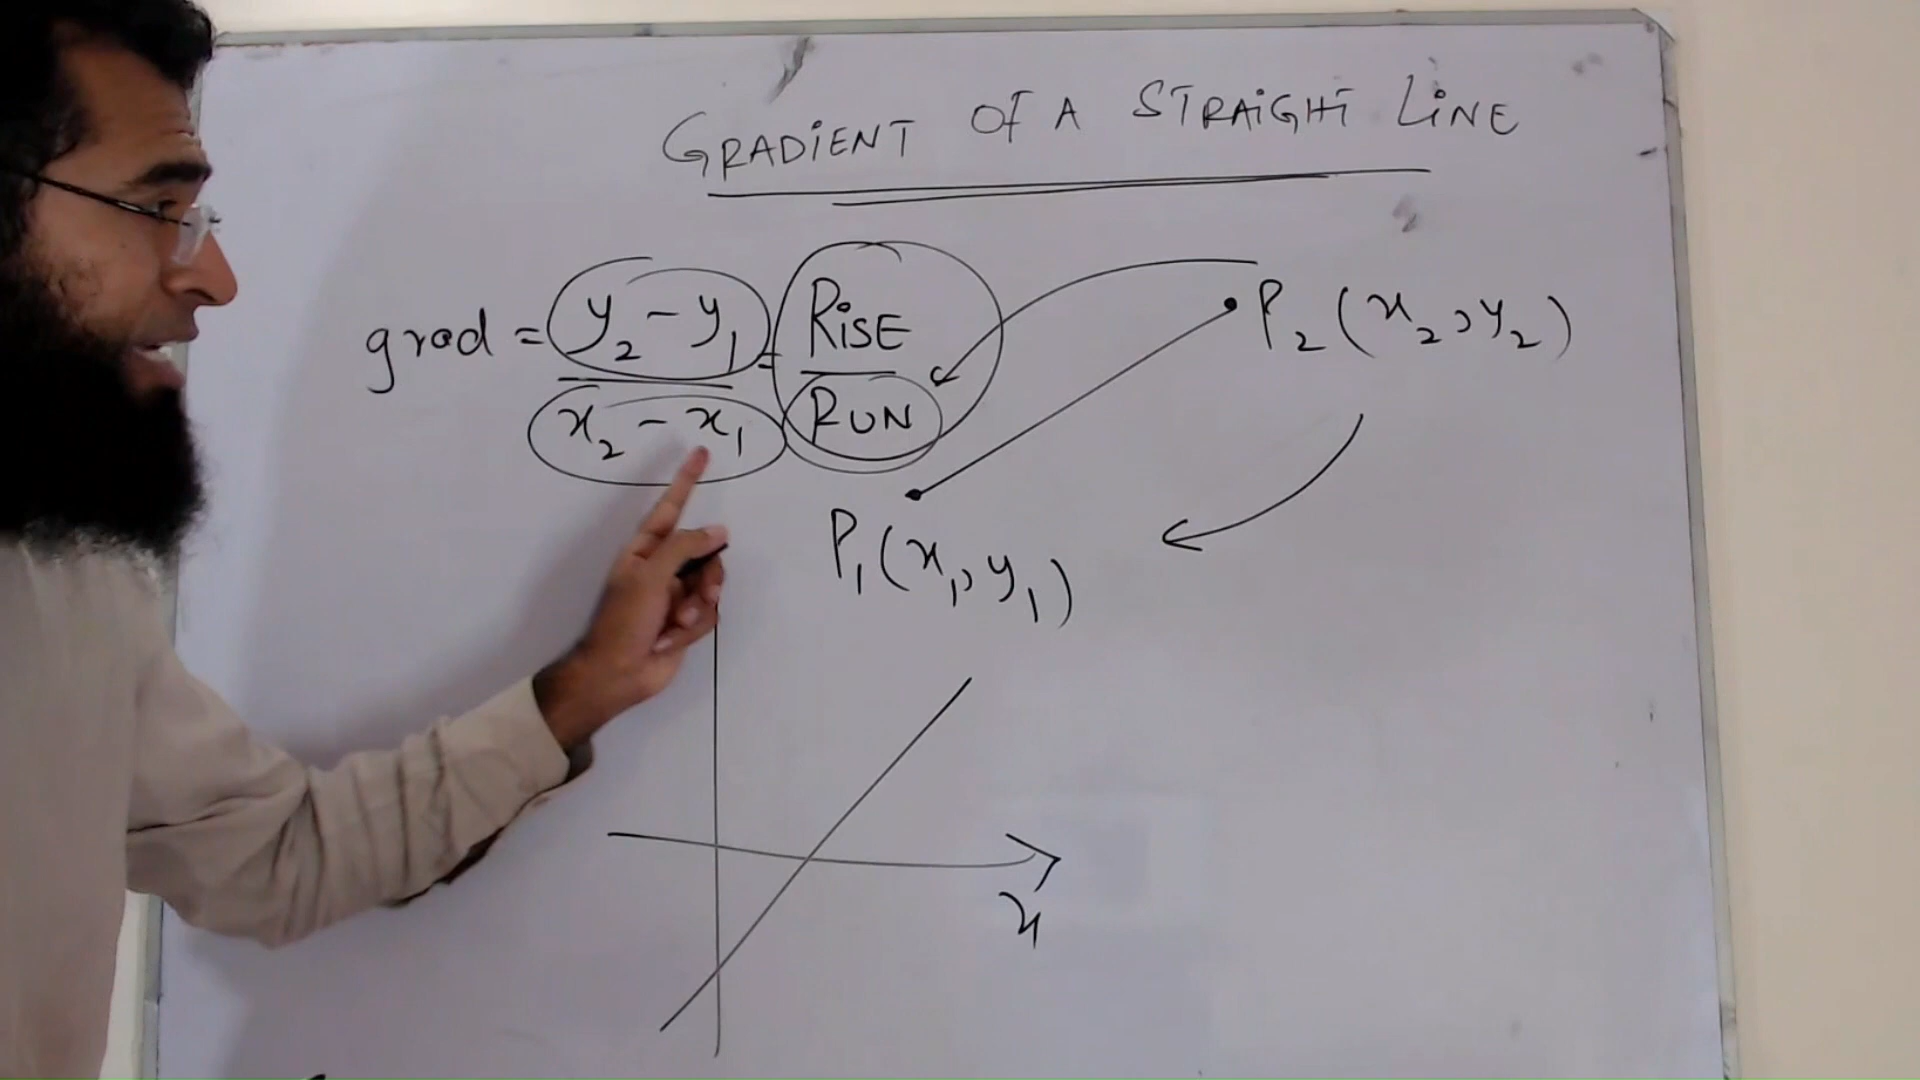 GRADIENT OF A STRAIGHT LINE
grad = y₂ - y₁ / x₂ - x₁ = RISE / RUN
P₂ (x₂, y₂)
P₁ (x₁, y₁)
x